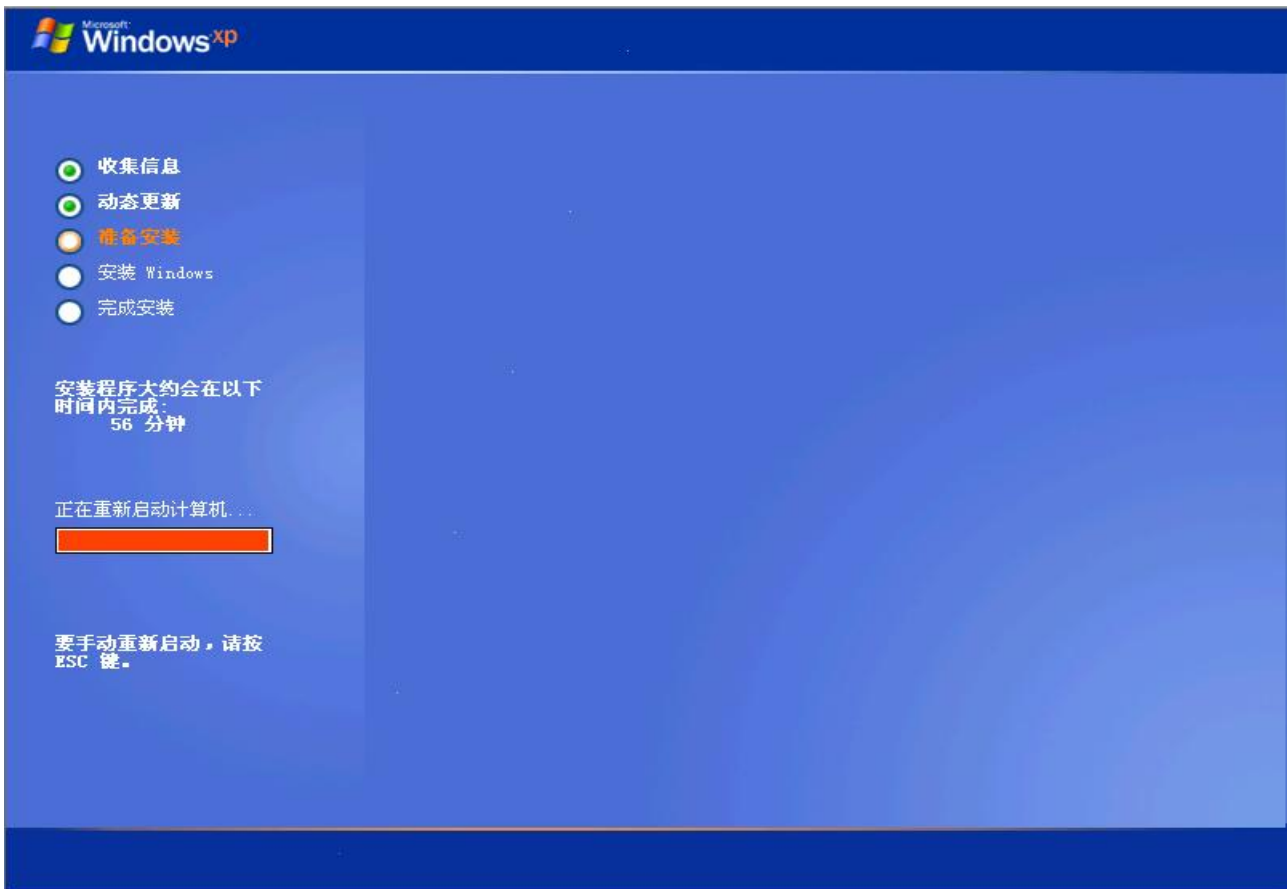 Microsoft
Windows xp
收集信息
动态更新
准备安装
安装 Windows
完成安装
安装程序大约会在以下
时间内完成:
56 分钟
正在重新启动计算机...
要手动重新启动，请按
ESC 键。